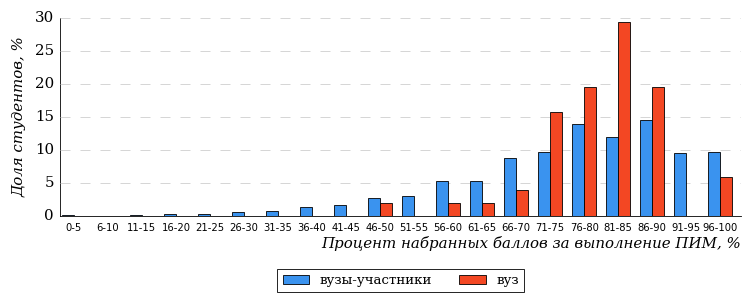 30
25
20
15
10
5
0
Доля студентов, %
0-5 6-10 11-15 16-20 21-25 26-30 31-35 36-40 41-45 46-50 51-55 56-60 61-65 66-70 71-75 76-80 81-85 86-90 91-95 96-100
Процент набранных баллов за выполнение ПИМ, %
вузы-участники вуз